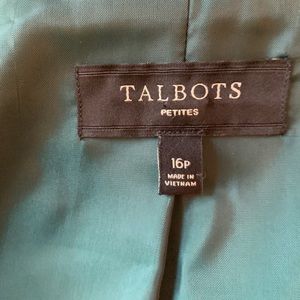 TALBOTS
PETITES
16P
MADE IN
VIETNAM